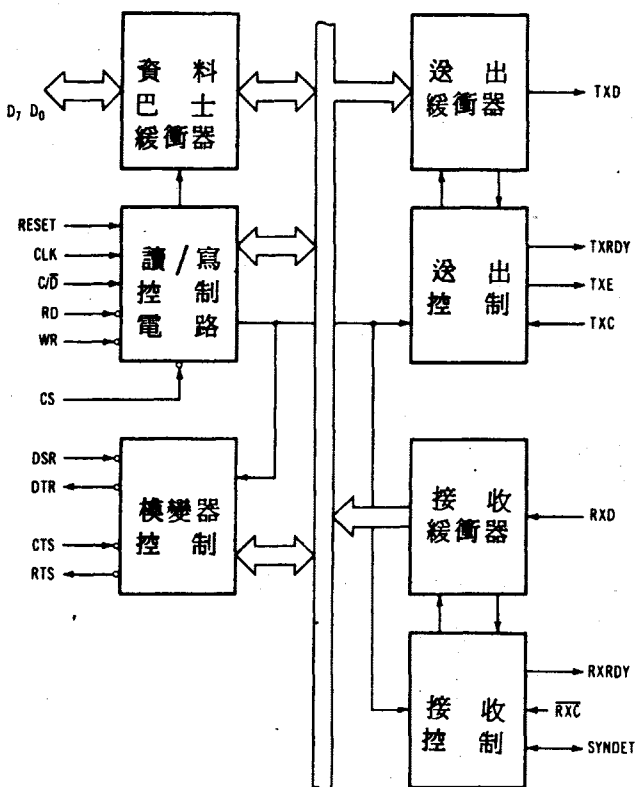 資料
巴士
緩衝器
D₇ D₀
RESET
CLK
C/D̅
RD
WR
CS
讀/寫
控制
電路
DSR
DTR
CTS
RTS
模變器
控制
送出
緩衝器
TXD
送出
控制
TXRDY
TXE
TXC
接收
緩衝器
RXD
接收
控制
RXRDY
R̅X̅C̅
SYNDET